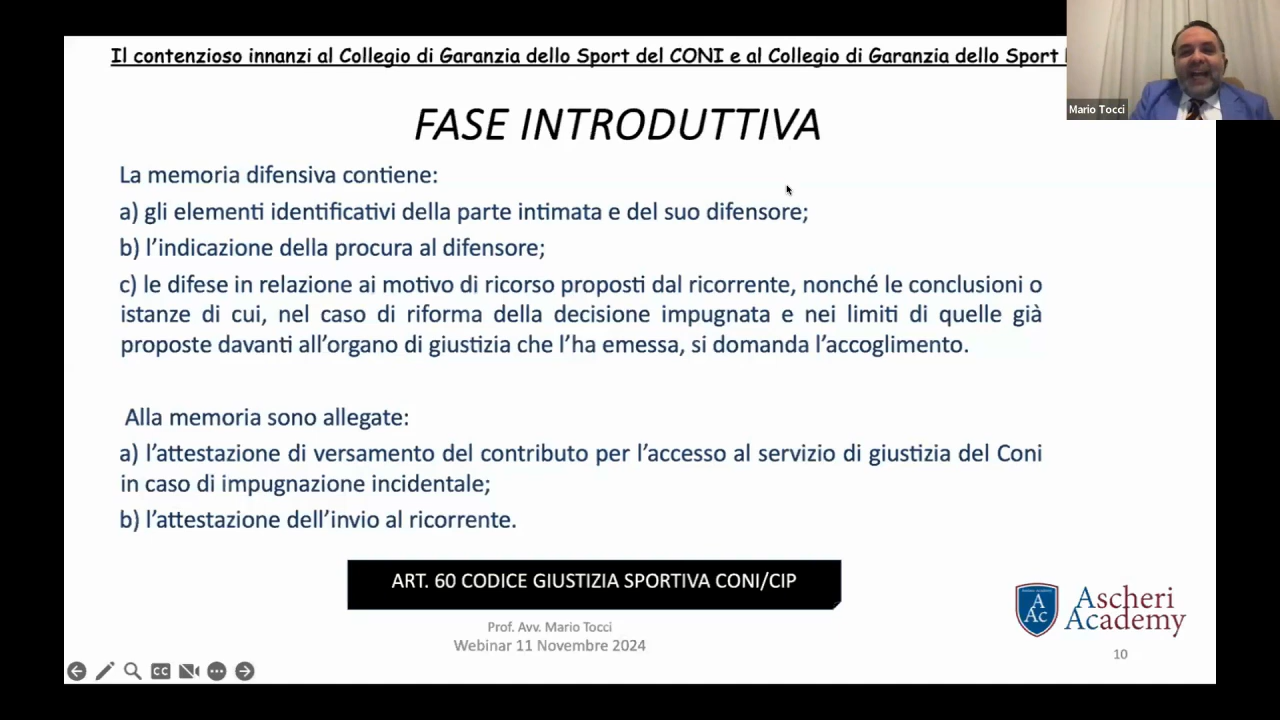 Il contenzioso innanzi al Collegio di Garanzia dello Sport del CONI e al Collegio di Garanzia dello Sport
Mario Tocci
FASE INTRODUTTIVA
La memoria difensiva contiene:
a) gli elementi identificativi della parte intimata e del suo difensore;
b) l’indicazione della procura al difensore;
c) le difese in relazione ai motivo di ricorso proposti dal ricorrente, nonché le conclusioni o
istanze di cui, nel caso di riforma della decisione impugnata e nei limiti di quelle già
proposte davanti all’organo di giustizia che l’ha emessa, si domanda l’accoglimento.
Alla memoria sono allegate:
a) l’attestazione di versamento del contributo per l’accesso al servizio di giustizia del Coni
in caso di impugnazione incidentale;
b) l’attestazione dell’invio al ricorrente.
ART. 60 CODICE GIUSTIZIA SPORTIVA CONI/CIP
Prof. Avv. Mario Tocci
Webinar 11 Novembre 2024
A
Ac
Ascheri
Academy
10
CC